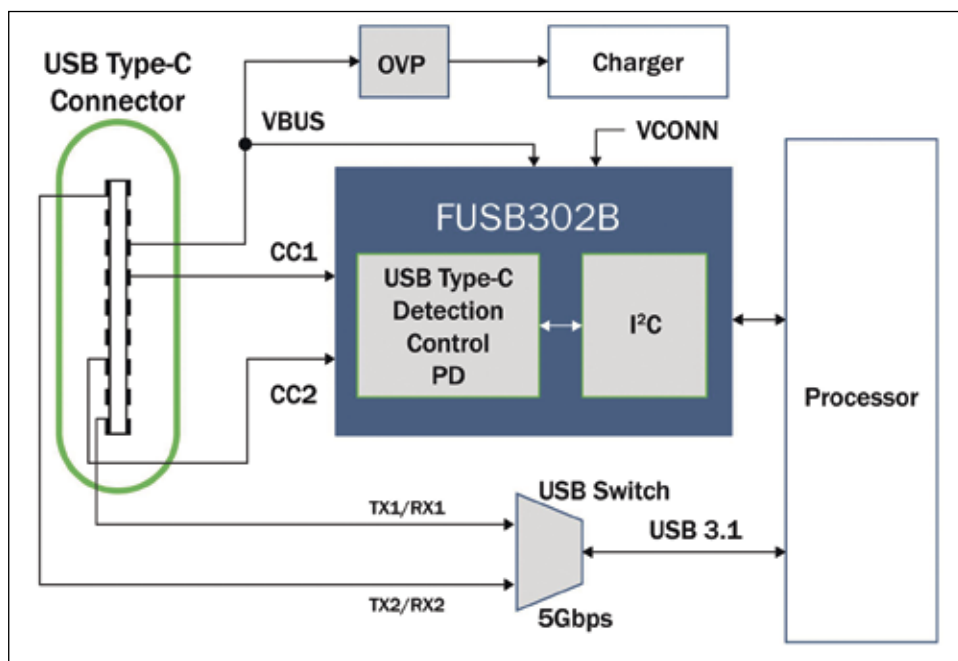 USB Type-C
Connector
OVP
Charger
VBUS
VCONN
FUSB302B
CC1
USB Type-C
Detection
Control
PD
I²C
CC2
Processor
USB Switch
TX1/RX1
USB 3.1
TX2/RX2
5Gbps